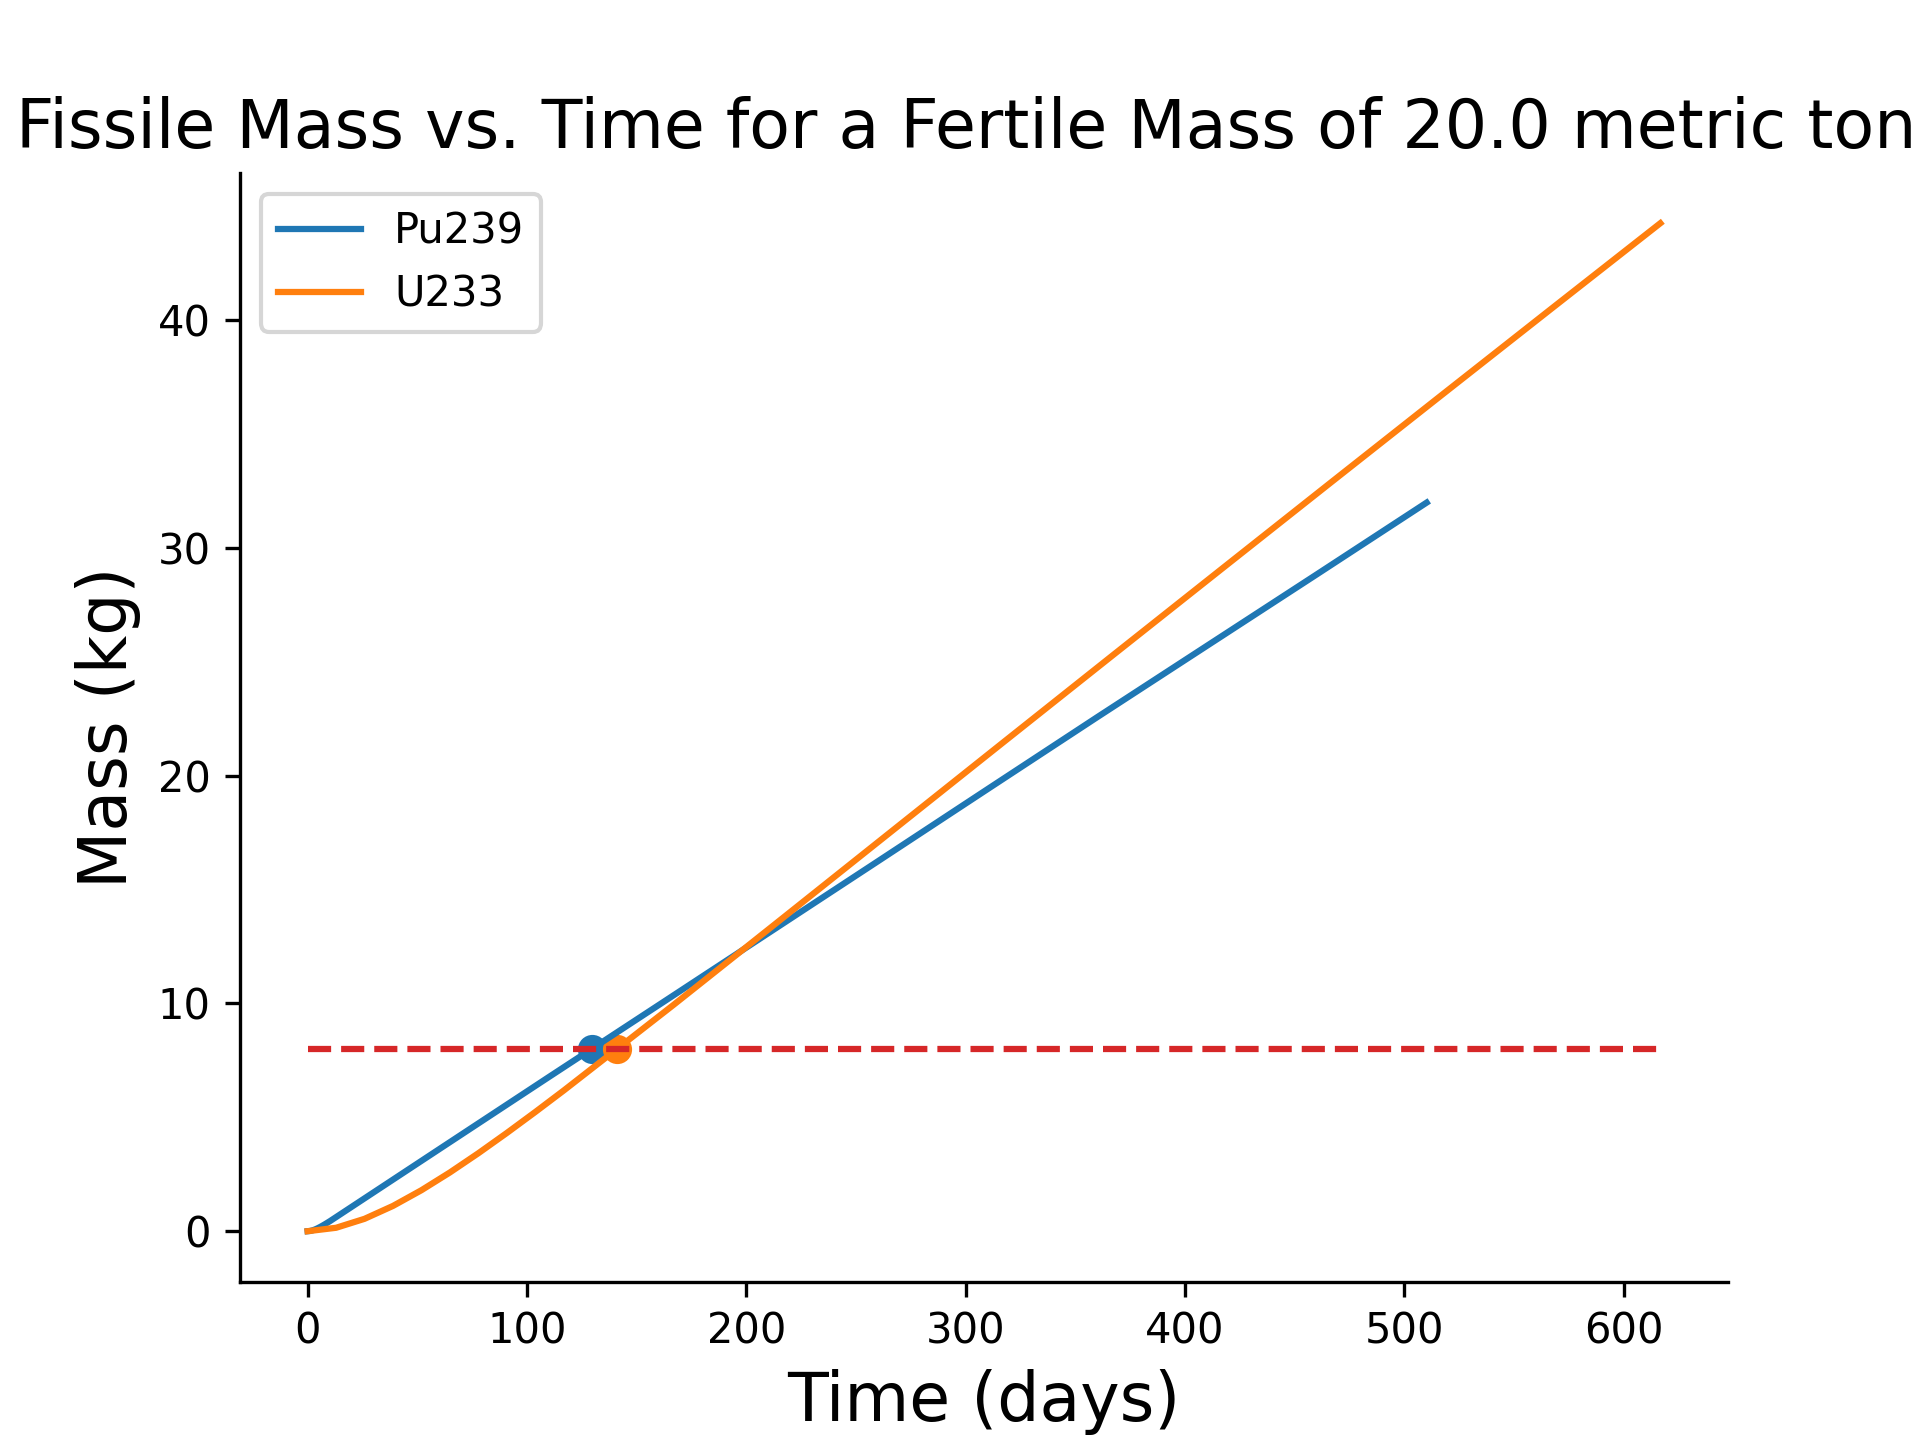 Fissile Mass vs. Time for a Fertile Mass of 20.0 metric ton
Pu239
U233
Mass (kg)
40
30
20
10
0
0 100 200 300 400 500 600
Time (days)